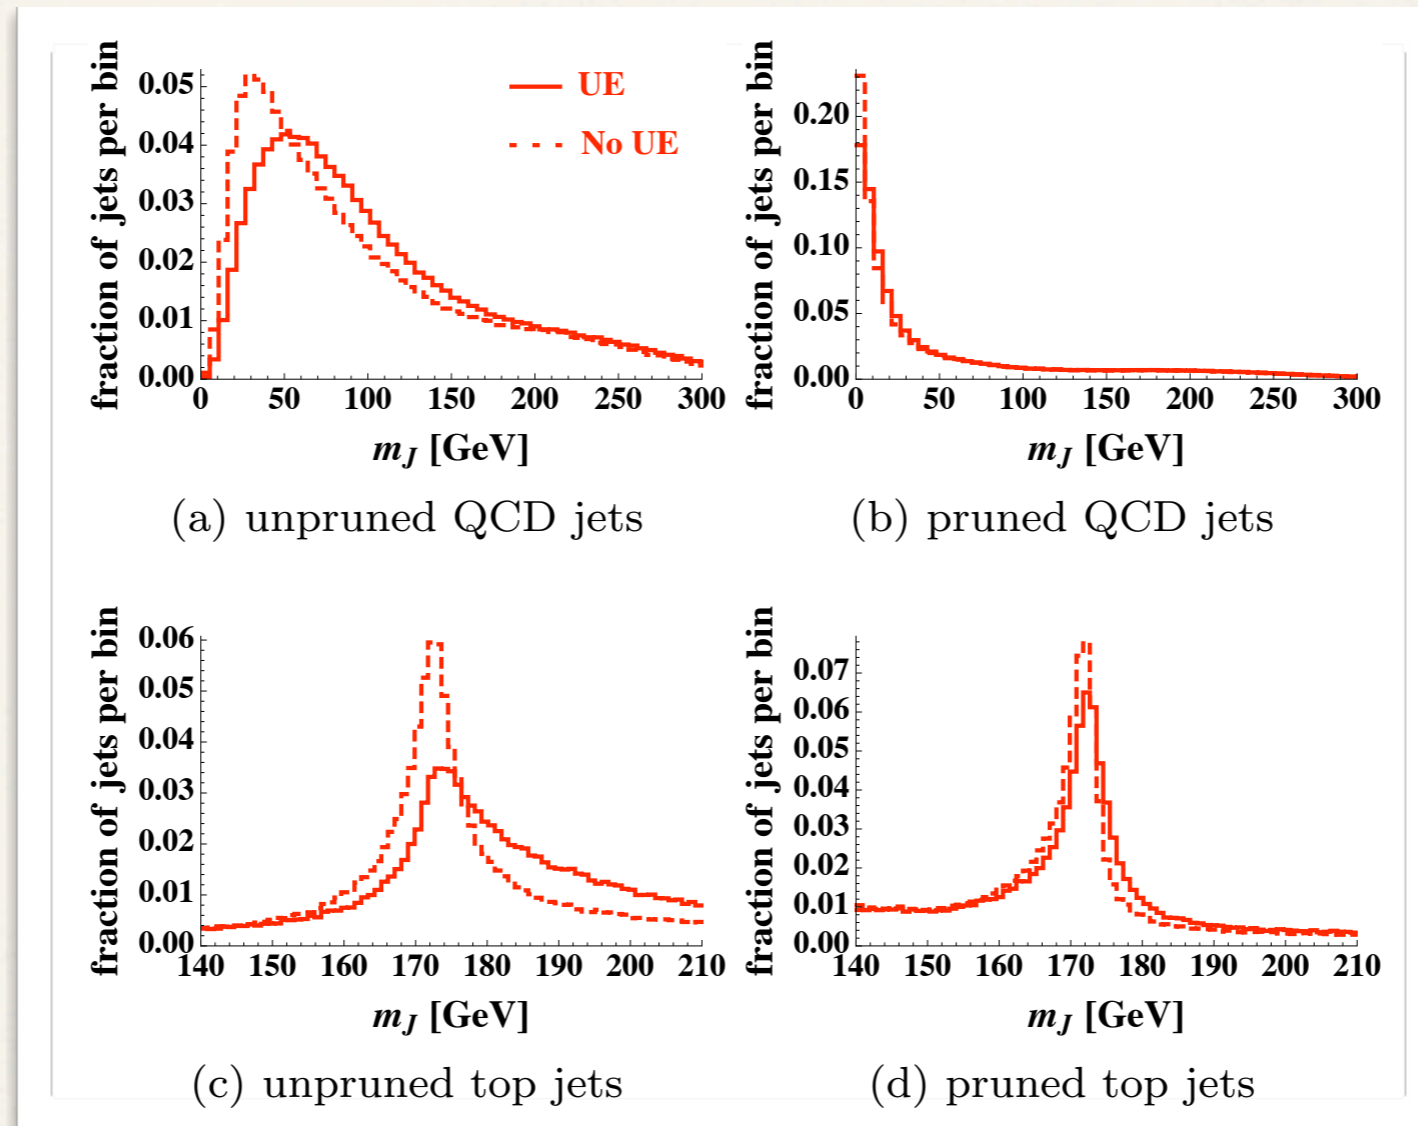 fraction of jets per bin
0.05
0.04
0.03
0.02
0.01
0.00
UE
No UE
0 50 100 150 200 250 300
m_J [GeV]
(a) unpruned QCD jets
fraction of jets per bin
0.20
0.15
0.10
0.05
0.00
0 50 100 150 200 250 300
m_J [GeV]
(b) pruned QCD jets
fraction of jets per bin
0.06
0.05
0.04
0.03
0.02
0.01
0.00
140 150 160 170 180 190 200 210
m_J [GeV]
(c) unpruned top jets
fraction of jets per bin
0.07
0.06
0.05
0.04
0.03
0.02
0.01
0.00
140 150 160 170 180 190 200 210
m_J [GeV]
(d) pruned top jets